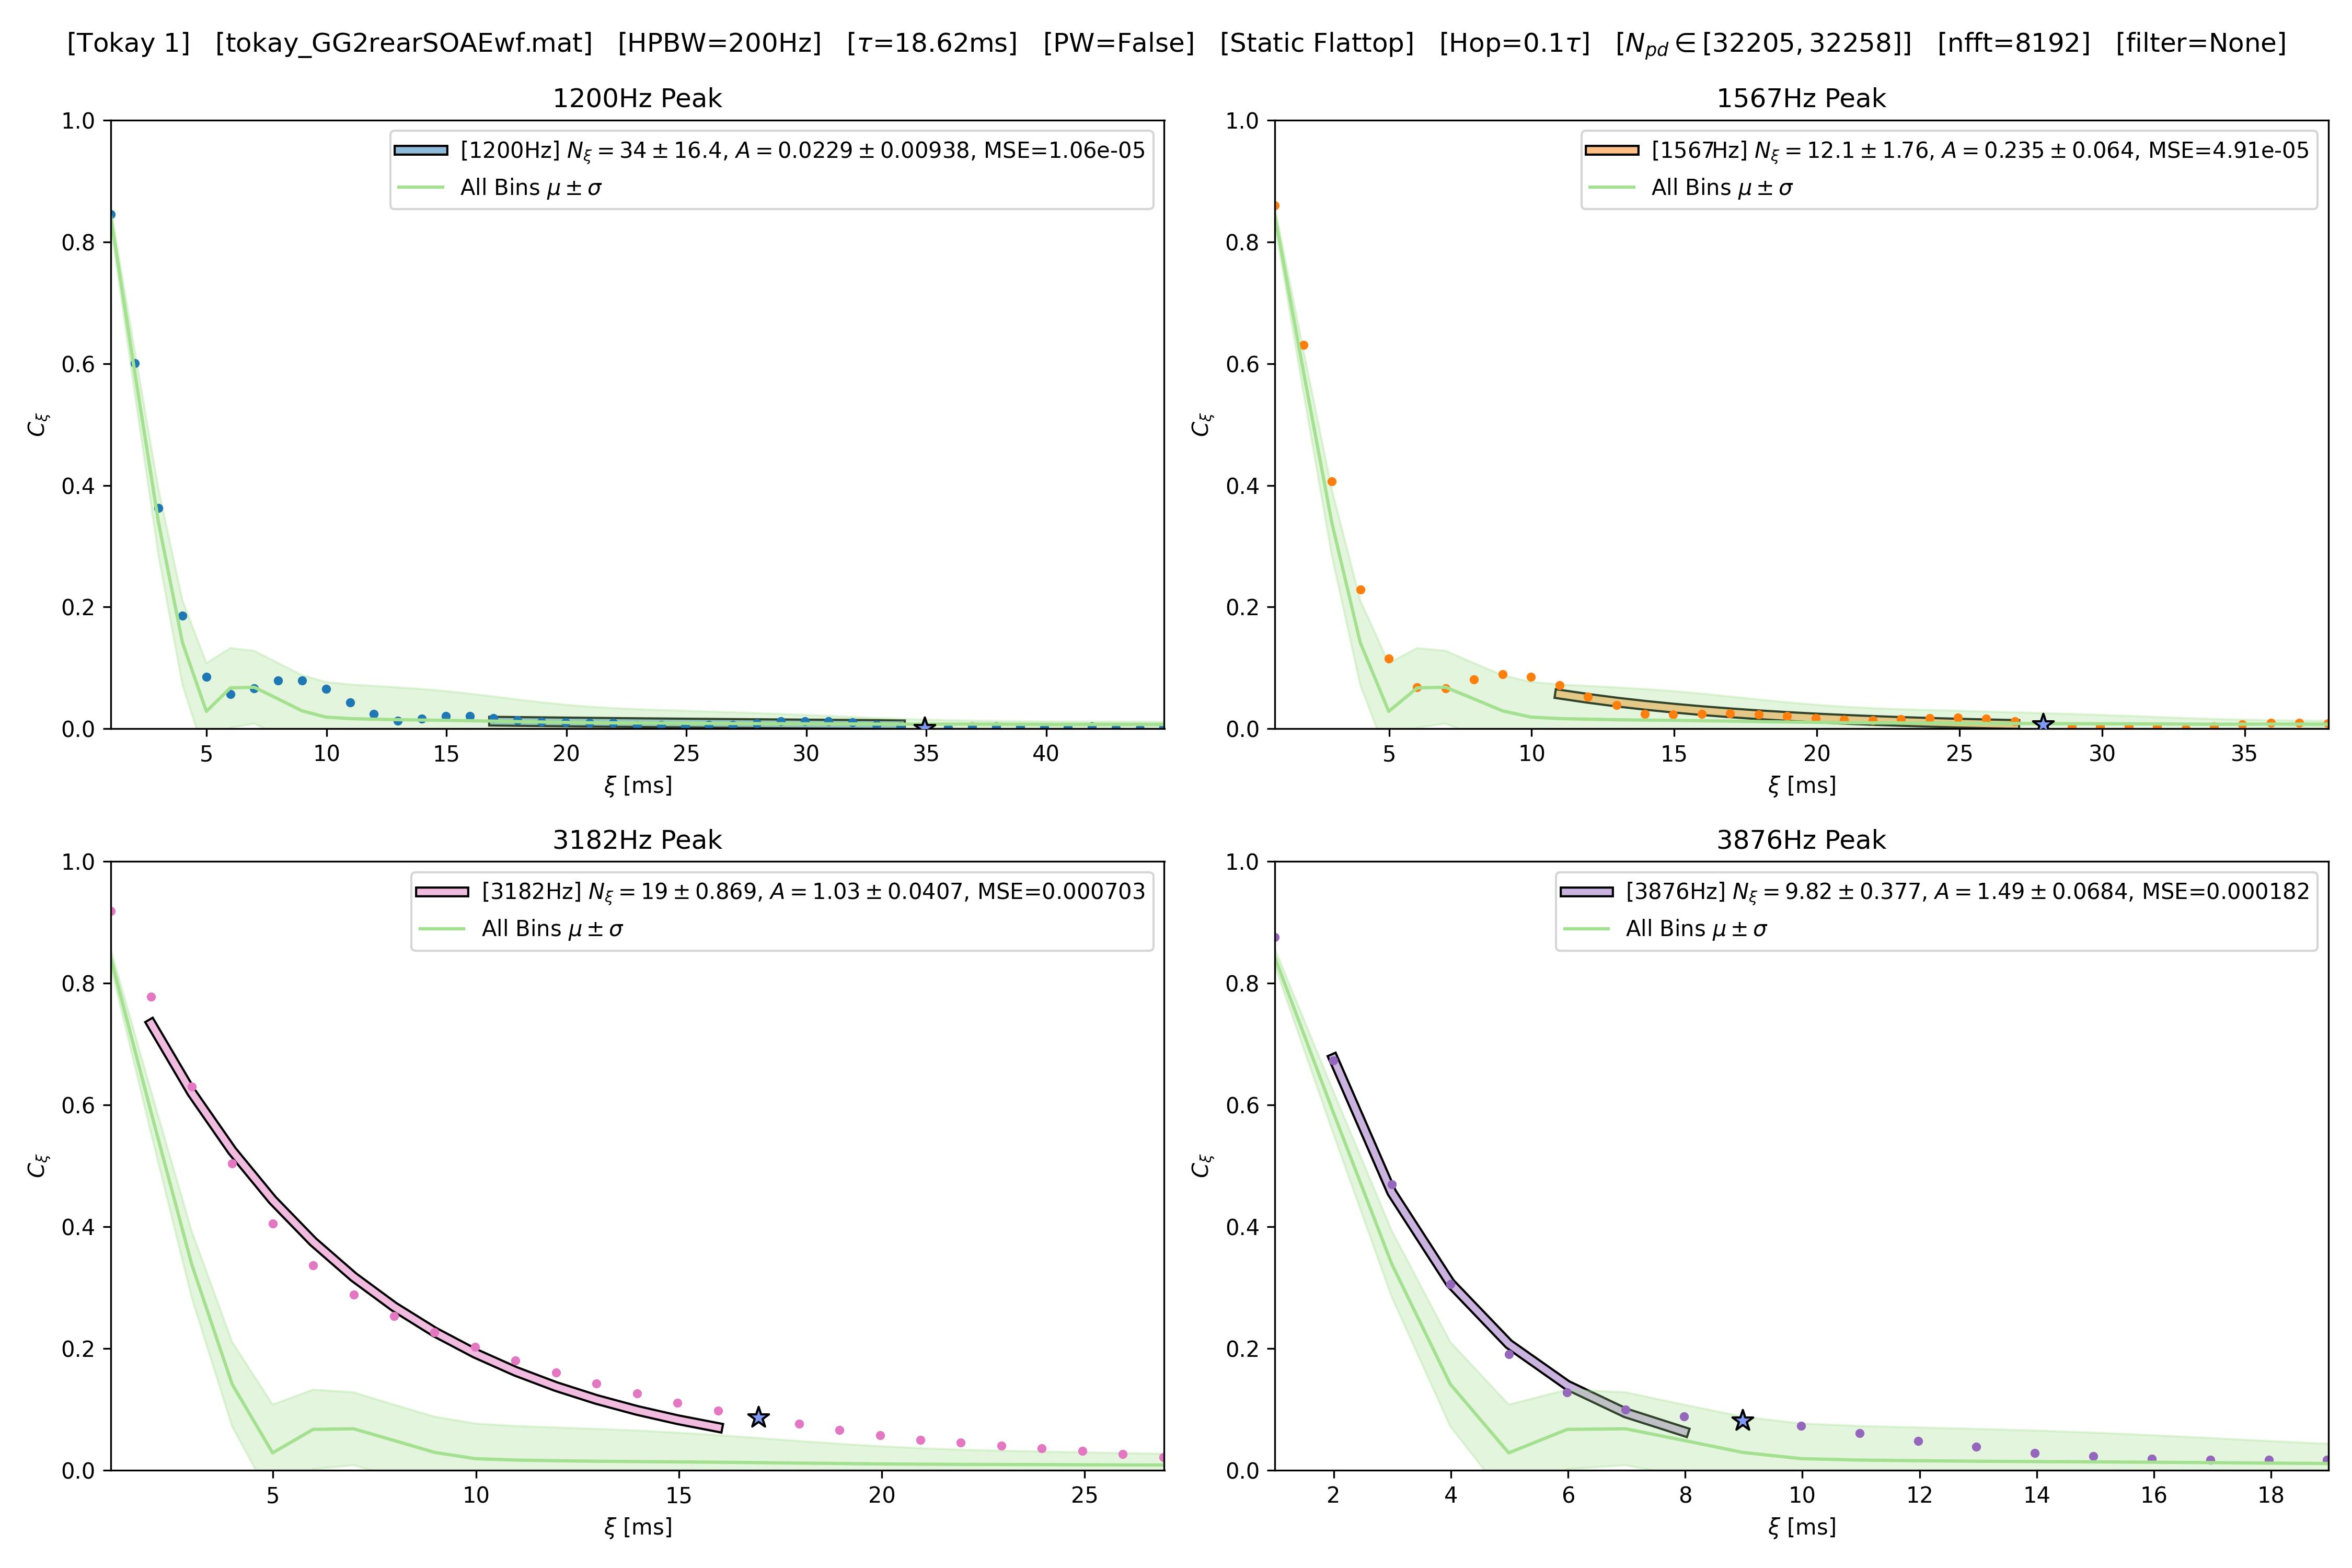 [Tokay 1] [tokay_GG2rearSOAEwf.mat] [HPBW=200Hz] [τ=18.62ms] [PW=False] [Static Flattop] [Hop=0.1τ] [N_pd ∈ [32205, 32258]] [nfft=8192] [filter=None]
1200Hz Peak
[1200Hz] N_ξ = 34 ± 16.4, A = 0.0229 ± 0.00938, MSE=1.06e-05
All Bins μ ± σ
1.0
0.8
0.6
0.4
0.2
0.0
C_ξ
5 10 15 20 25 30 35 40
ξ [ms]
1567Hz Peak
[1567Hz] N_ξ = 12.1 ± 1.76, A = 0.235 ± 0.064, MSE=4.91e-05
All Bins μ ± σ
1.0
0.8
0.6
0.4
0.2
0.0
C_ξ
5 10 15 20 25 30 35
ξ [ms]
3182Hz Peak
[3182Hz] N_ξ = 19 ± 0.869, A = 1.03 ± 0.0407, MSE=0.000703
All Bins μ ± σ
1.0
0.8
0.6
0.4
0.2
0.0
C_ξ
5 10 15 20 25
ξ [ms]
3876Hz Peak
[3876Hz] N_ξ = 9.82 ± 0.377, A = 1.49 ± 0.0684, MSE=0.000182
All Bins μ ± σ
1.0
0.8
0.6
0.4
0.2
0.0
C_ξ
2 4 6 8 10 12 14 16 18
ξ [ms]